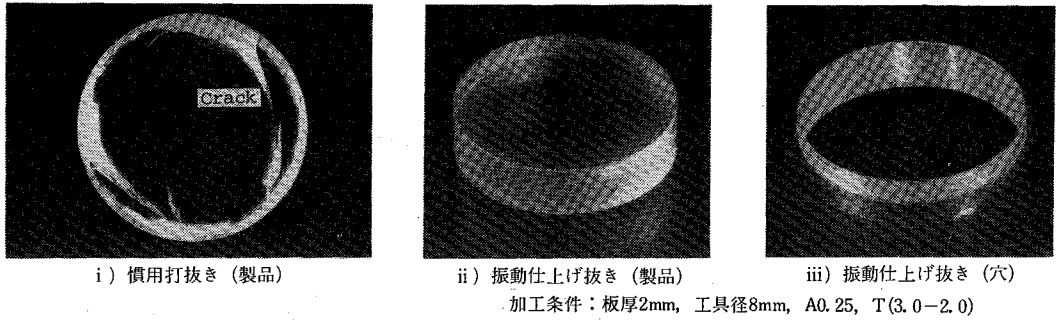 Crack
i) 慣用打抜き (製品)
ii) 振動仕上げ抜き (製品)
iii) 振動仕上げ抜き (穴)
加工条件：板厚2mm, 工具径8mm, A0.25, T(3.0-2.0)